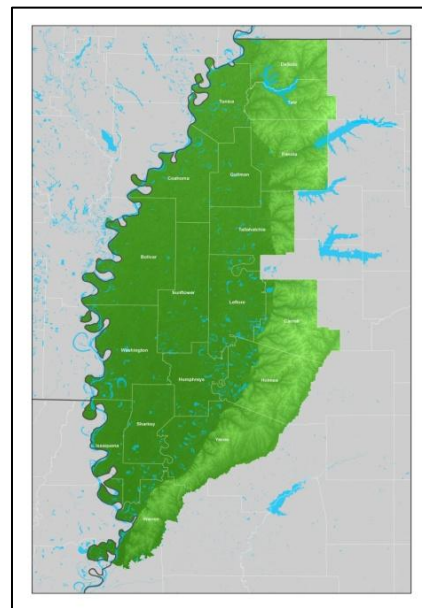 DeSoto
Tunica
Tate
Panola
Coahoma
Quitman
Tallahatchie
Bolivar
Sunflower
Leflore
Carroll
Washington
Humphreys
Holmes
Sharkey
Issaquena
Yazoo
Warren